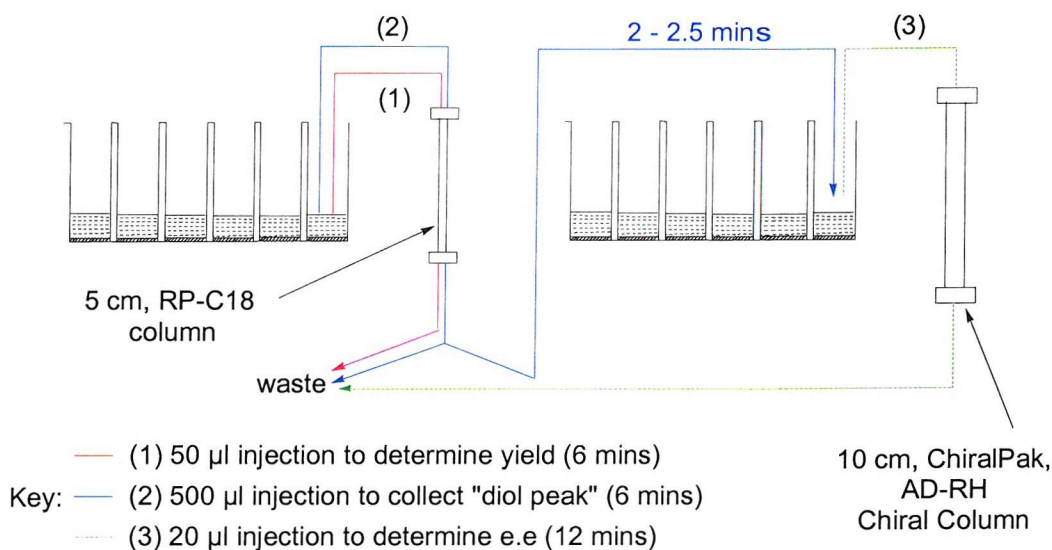 (2)
(1)
2 - 2.5 mins
(3)
5 cm, RP-C18
column
waste
10 cm, ChiralPak,
AD-RH
Chiral Column
Key:
(1) 50 µl injection to determine yield (6 mins)
(2) 500 µl injection to collect "diol peak" (6 mins)
(3) 20 µl injection to determine e.e (12 mins)